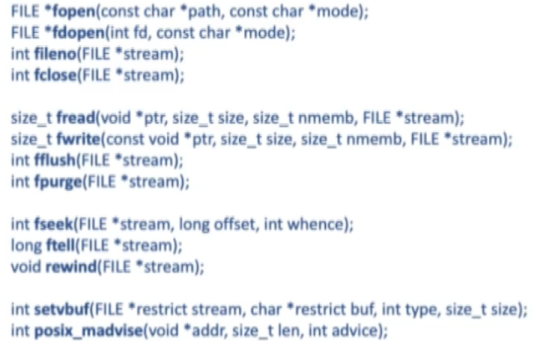 FILE *fopen(const char *path, const char *mode);
FILE *fdopen(int fd, const char *mode);
int fileno(FILE *stream);
int fclose(FILE *stream);
size_t fread(void *ptr, size_t size, size_t nmemb, FILE *stream);
size_t fwrite(const void *ptr, size_t size, size_t nmemb, FILE *stream);
int fflush(FILE *stream);
int fpurge(FILE *stream);
int fseek(FILE *stream, long offset, int whence);
long ftell(FILE *stream);
void rewind(FILE *stream);
int setvbuf(FILE *restrict stream, char *restrict buf, int type, size_t size);
int posix_madvise(void *addr, size_t len, int advice);